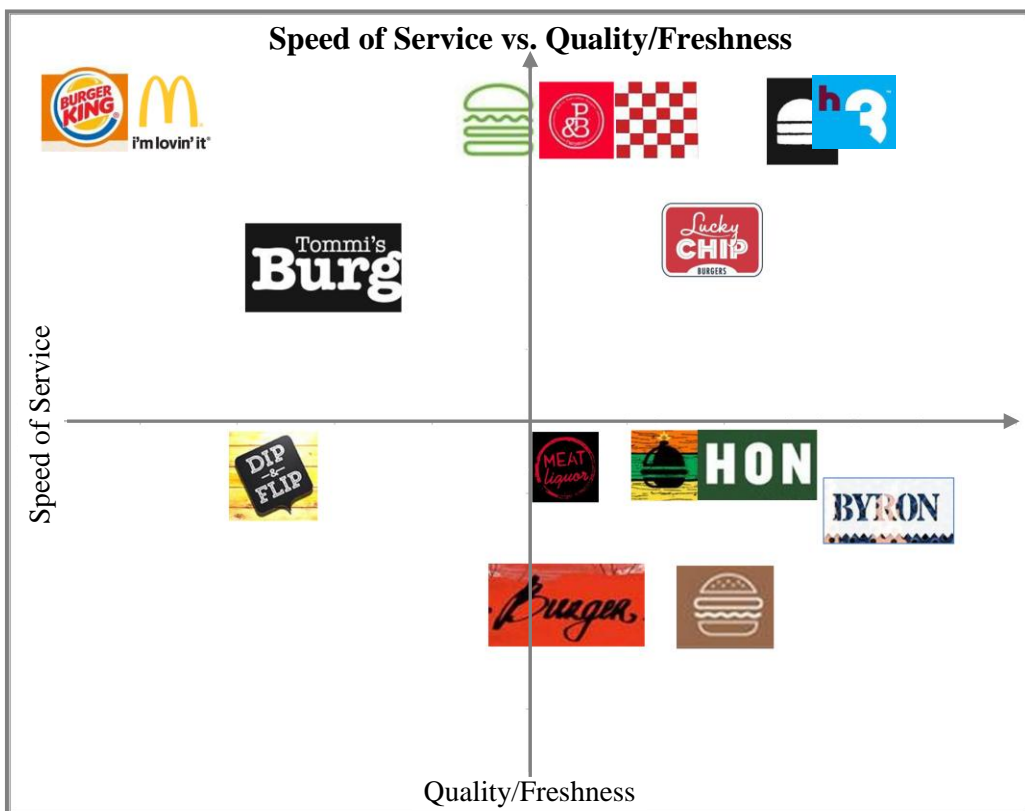 Speed of Service vs. Quality/Freshness
BURGER
KING
i'm lovin' it
P
&B
h3
Lucky
CHIP
BURGERS
Tommi's
Burg
Speed of Service
DIP
&
FLIP
MEAT
liquor
HON
BYRON
Burger
Quality/Freshness